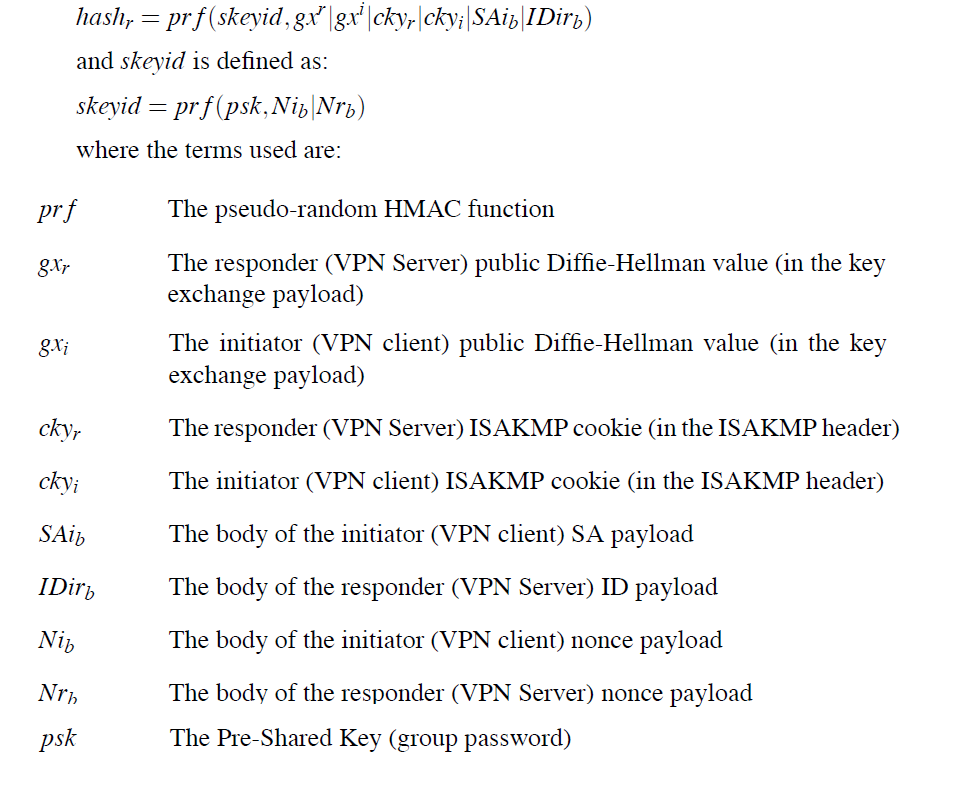 hash_r = prf(skeyid, gx^r|gx^i|cky_r|cky_i|SAi_b|IDir_b)
and skeyid is defined as:
skeyid = prf(psk, Ni_b|Nr_b)
where the terms used are:
prf The pseudo-random HMAC function
gx_r The responder (VPN Server) public Diffie-Hellman value (in the key
exchange payload)
gx_i The initiator (VPN client) public Diffie-Hellman value (in the key
exchange payload)
cky_r The responder (VPN Server) ISAKMP cookie (in the ISAKMP header)
cky_i The initiator (VPN client) ISAKMP cookie (in the ISAKMP header)
SAi_b The body of the initiator (VPN client) SA payload
IDir_b The body of the responder (VPN Server) ID payload
Ni_b The body of the initiator (VPN client) nonce payload
Nr_b The body of the responder (VPN Server) nonce payload
psk The Pre-Shared Key (group password)